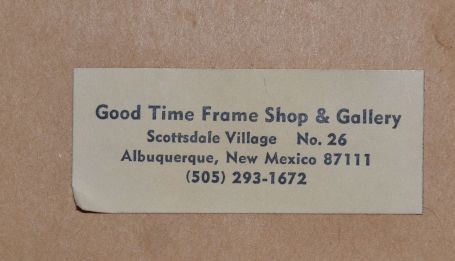 Good Time Frame Shop & Gallery
Scottsdale Village No. 26
Albuquerque, New Mexico 87111
(505) 293-1672